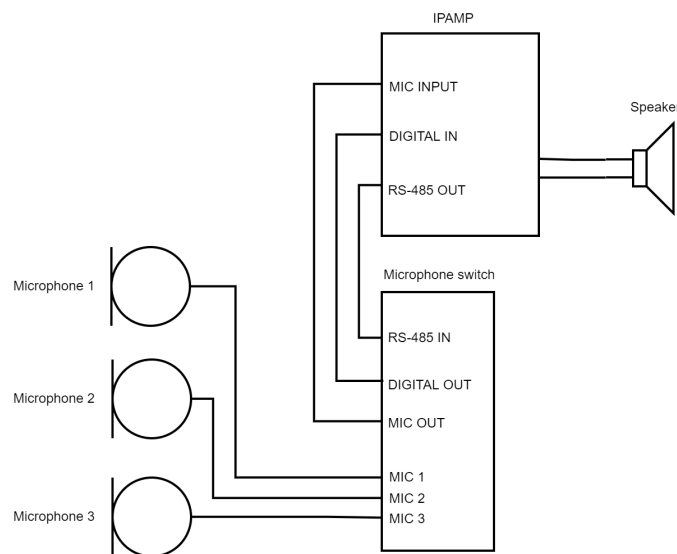 IPAMP
MIC INPUT
DIGITAL IN
RS-485 OUT
Speake
Microphone switch
RS-485 IN
DIGITAL OUT
MIC OUT
MIC 1
MIC 2
MIC 3
Microphone 1
Microphone 2
Microphone 3